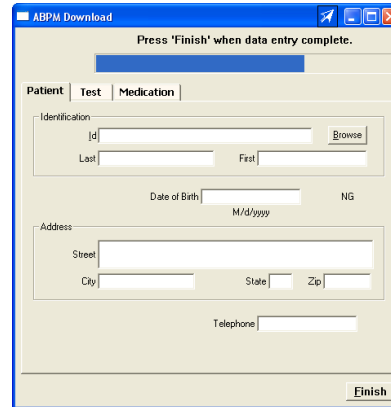 ABPM Download
Press 'Finish' when data entry complete.
Patient Test Medication
Identification
Id Browse
Last First
Date of Birth NG
M/d/yyyy
Address
Street
City State Zip
Telephone
Finish